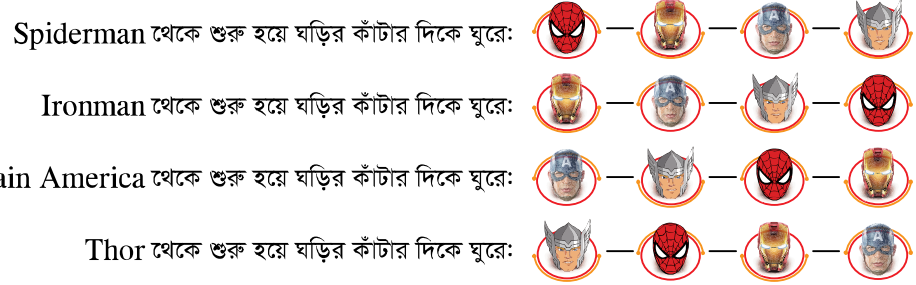 Spiderman থেকে শুরু হয়ে ঘড়ির কাঁটার দিকে ঘুরে:
Ironman থেকে শুরু হয়ে ঘড়ির কাঁটার দিকে ঘুরে:
ain America থেকে শুরু হয়ে ঘড়ির কাঁটার দিকে ঘুরে:
Thor থেকে শুরু হয়ে ঘড়ির কাঁটার দিকে ঘুরে: